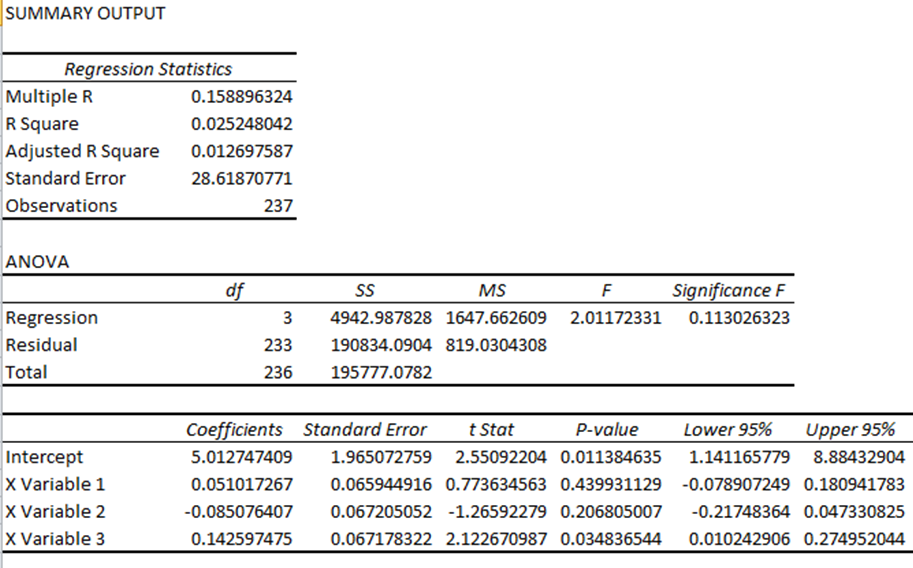 SUMMARY OUTPUT
Regression Statistics
Multiple R 0.158896324
R Square 0.025248042
Adjusted R Square 0.012697587
Standard Error 28.61870771
Observations 237
ANOVA
df SS MS F Significance F
Regression 3 4942.987828 1647.662609 2.01172331 0.113026323
Residual 233 190834.0904 819.0304308
Total 236 195777.0782
Coefficients Standard Error t Stat P-value Lower 95% Upper 95%
Intercept 5.012747409 1.965072759 2.55092204 0.011384635 1.141165779 8.88432904
X Variable 1 0.051017267 0.065944916 0.773634563 0.439931129 -0.078907249 0.180941783
X Variable 2 -0.085076407 0.067205052 -1.26592279 0.206805007 -0.21748364 0.047330825
X Variable 3 0.142597475 0.067178322 2.122670987 0.034836544 0.010242906 0.274952044